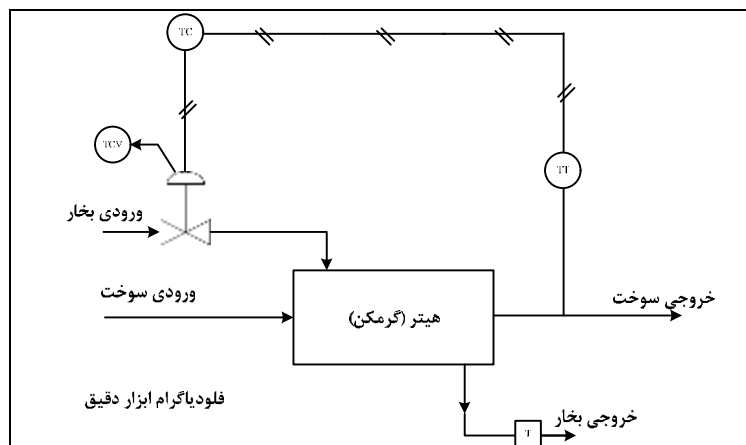 TC
TCV
TT
ورودی بخار
ورودی سوخت
هیتر (گرمکن)
خروجی سوخت
فلودیاگرام ابزار دقیق
خروجی بخار
T